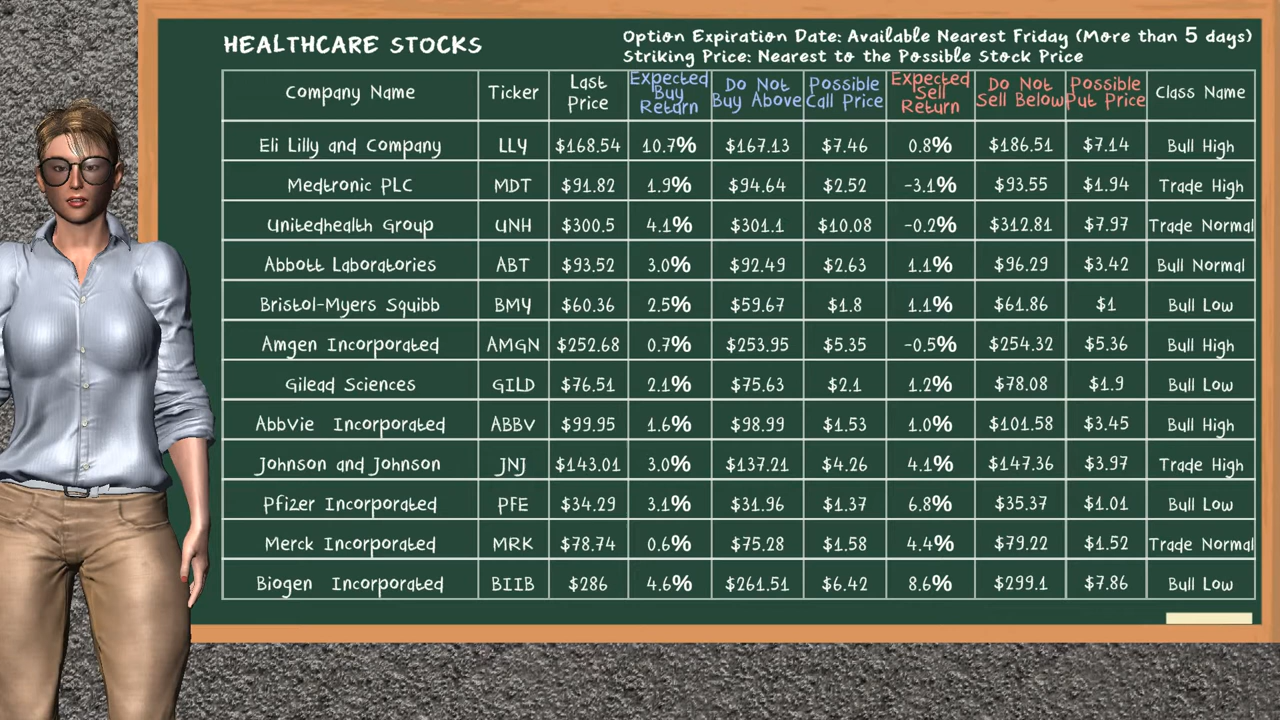 HEALTHCARE STOCKS
Option Expiration Date: Available Nearest Friday (More than 5 days)
Striking Price: Nearest to the Possible Stock Price
Company Name Ticker Last Price Expected Buy Return Do Not Buy Above Possible Call Price Expected Sell Return Do Not Sell Below Possible Put Price Class Name
Eli Lilly and Company LLY $168.54 10.7% $167.13 $7.46 0.8% $186.51 $7.14 Bull High
Medtronic PLC MDT $91.82 1.9% $94.64 $2.52 -3.1% $93.55 $1.94 Trade High
Unitedhealth Group UNH $300.5 4.1% $301.1 $10.08 -0.2% $312.81 $7.97 Trade Normal
Abbott Laboratories ABT $93.52 3.0% $92.49 $2.63 1.1% $96.29 $3.42 Bull Normal
Bristol-Myers Squibb BMY $60.36 2.5% $59.67 $1.8 1.1% $61.86 $1 Bull Low
Amgen Incorporated AMGN $252.68 0.7% $253.95 $5.35 -0.5% $254.32 $5.36 Bull High
Gilead Sciences GILD $76.51 2.1% $75.63 $2.1 1.2% $78.08 $1.9 Bull Low
AbbVie Incorporated ABBV $99.95 1.6% $98.99 $1.53 1.0% $101.58 $3.45 Bull High
Johnson and Johnson JNJ $143.01 3.0% $137.21 $4.26 4.1% $147.36 $3.97 Trade High
Pfizer Incorporated PFE $34.29 3.1% $31.96 $1.37 6.8% $35.37 $1.01 Bull Low
Merck Incorporated MRK $78.74 0.6% $75.28 $1.58 4.4% $79.22 $1.52 Trade Normal
Biogen Incorporated BIIB $286 4.6% $261.51 $6.42 8.6% $299.1 $7.86 Bull Low